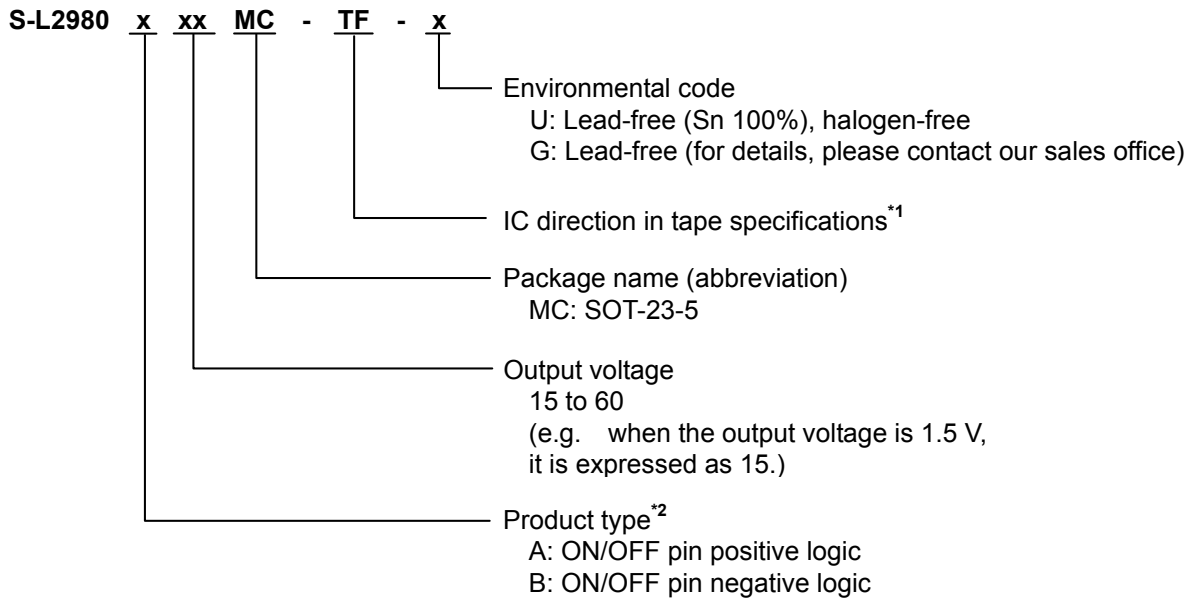 S-L2980 x xx MC - TF - x
Environmental code
U: Lead-free (Sn 100%), halogen-free
G: Lead-free (for details, please contact our sales office)
IC direction in tape specifications*1
Package name (abbreviation)
MC: SOT-23-5
Output voltage
15 to 60
(e.g. when the output voltage is 1.5 V,
it is expressed as 15.)
Product type*2
A: ON/OFF pin positive logic
B: ON/OFF pin negative logic